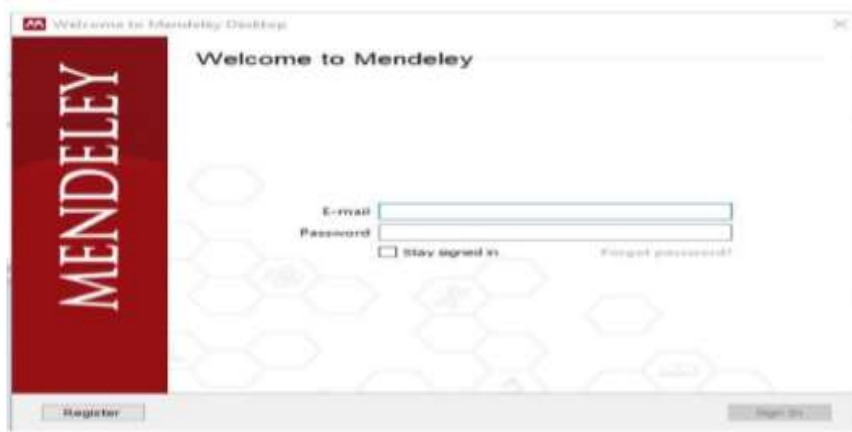 Welcome to Mendeley Desktop
Welcome to Mendeley
MENDELEY
E-mail
Password
Stay signed in
Forgot password?
Register
Sign In